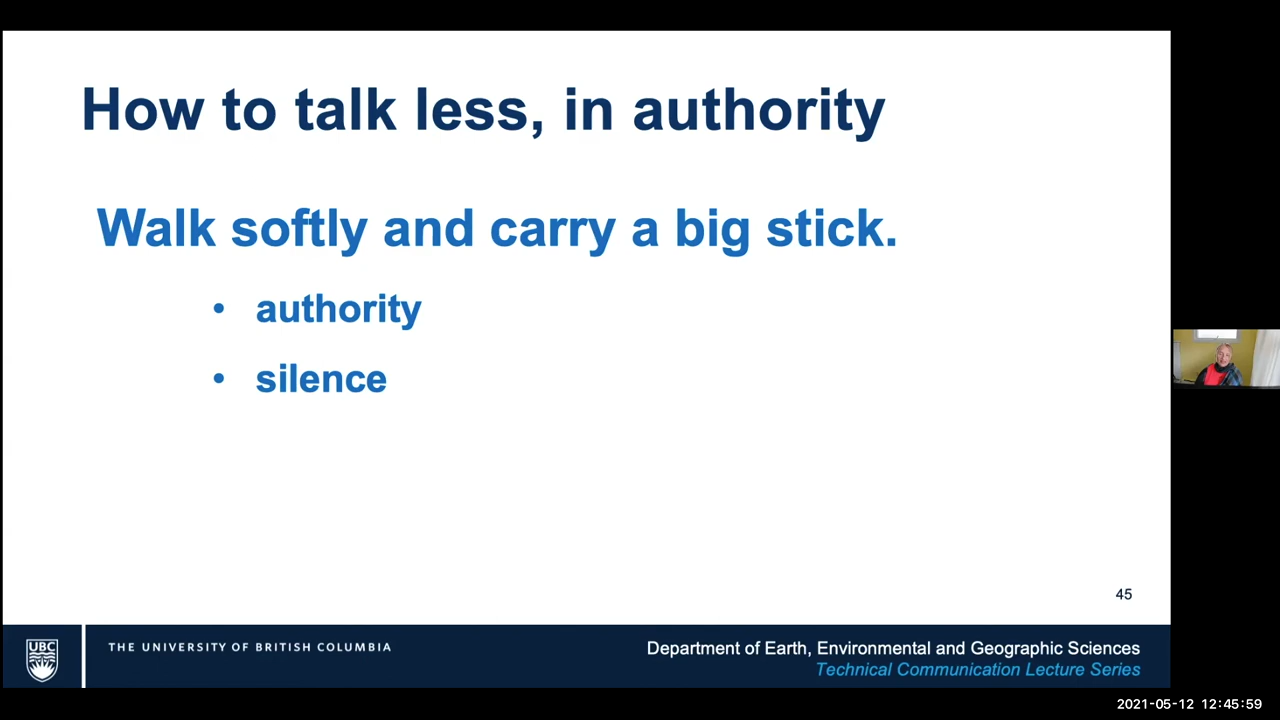 How to talk less, in authority
Walk softly and carry a big stick.
• authority
• silence
45
UBC
THE UNIVERSITY OF BRITISH COLUMBIA
Department of Earth, Environmental and Geographic Sciences
Technical Communication Lecture Series
2021-05-12 12:45:59